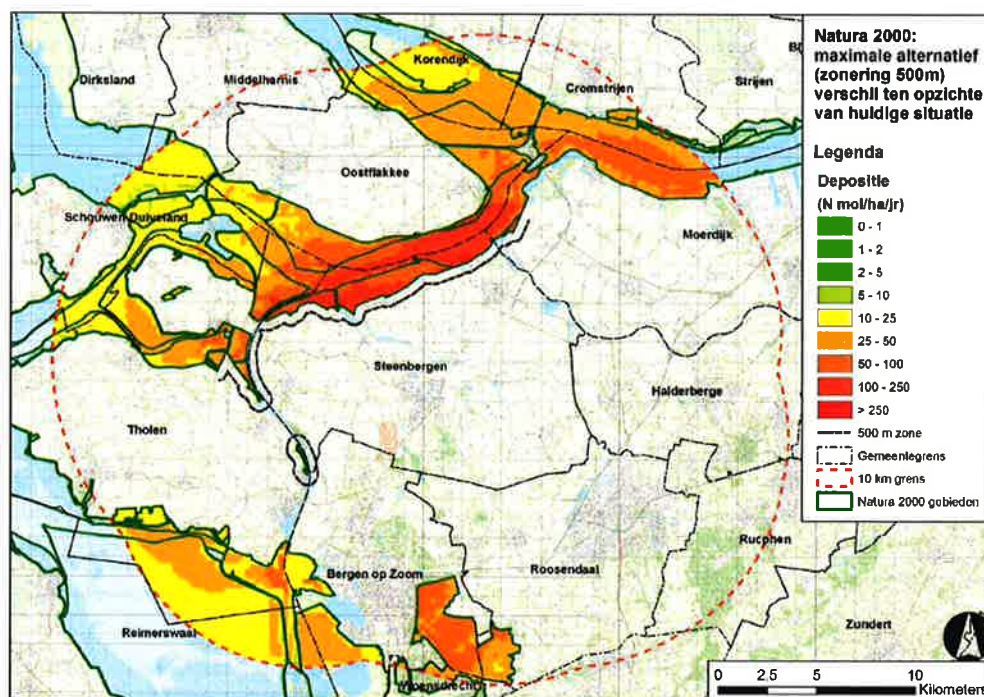 Natura 2000:
maximale alternatief
(zonering 500m)
verschil ten opzichte
van huidige situatie
Legenda
Depositie
(N mol/ha/jr)
0 - 1
1 - 2
2 - 5
5 - 10
10 - 25
25 - 50
50 - 100
100 - 250
> 250
500 m zone
Gemeentegrens
10 km grens
Natura 2000 gebieden
Dirksland
Middelharnis
Korendijk
Cromstrijen
Strijen
Oostflakkee
Schouwen-Duiveland
Moerdijk
Steenbergen
Halderberge
Tholen
Rucphen
Roosendaal
Bergen op Zoom
Reimerswaal
Zundert
Woensdrecht
0 2.5 5 10
Kilometers